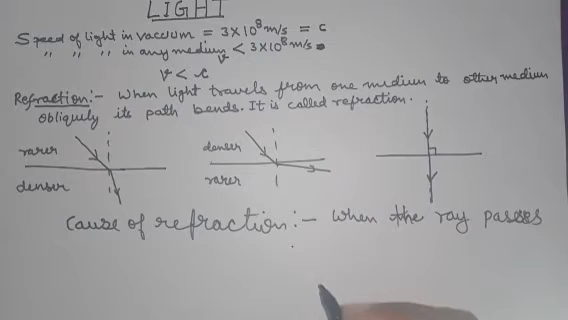 LIGHT
Speed of light in vaccum = 3×10⁸ m/s = c
,, ,, ,, in any medium v < 3×10⁸ m/s
v < c
Refraction:- When light travels from one medium to other medium
obliquely its path bends. It is called refraction.
rarer
denser
denser
rarer
Cause of refraction:- When the ray passes